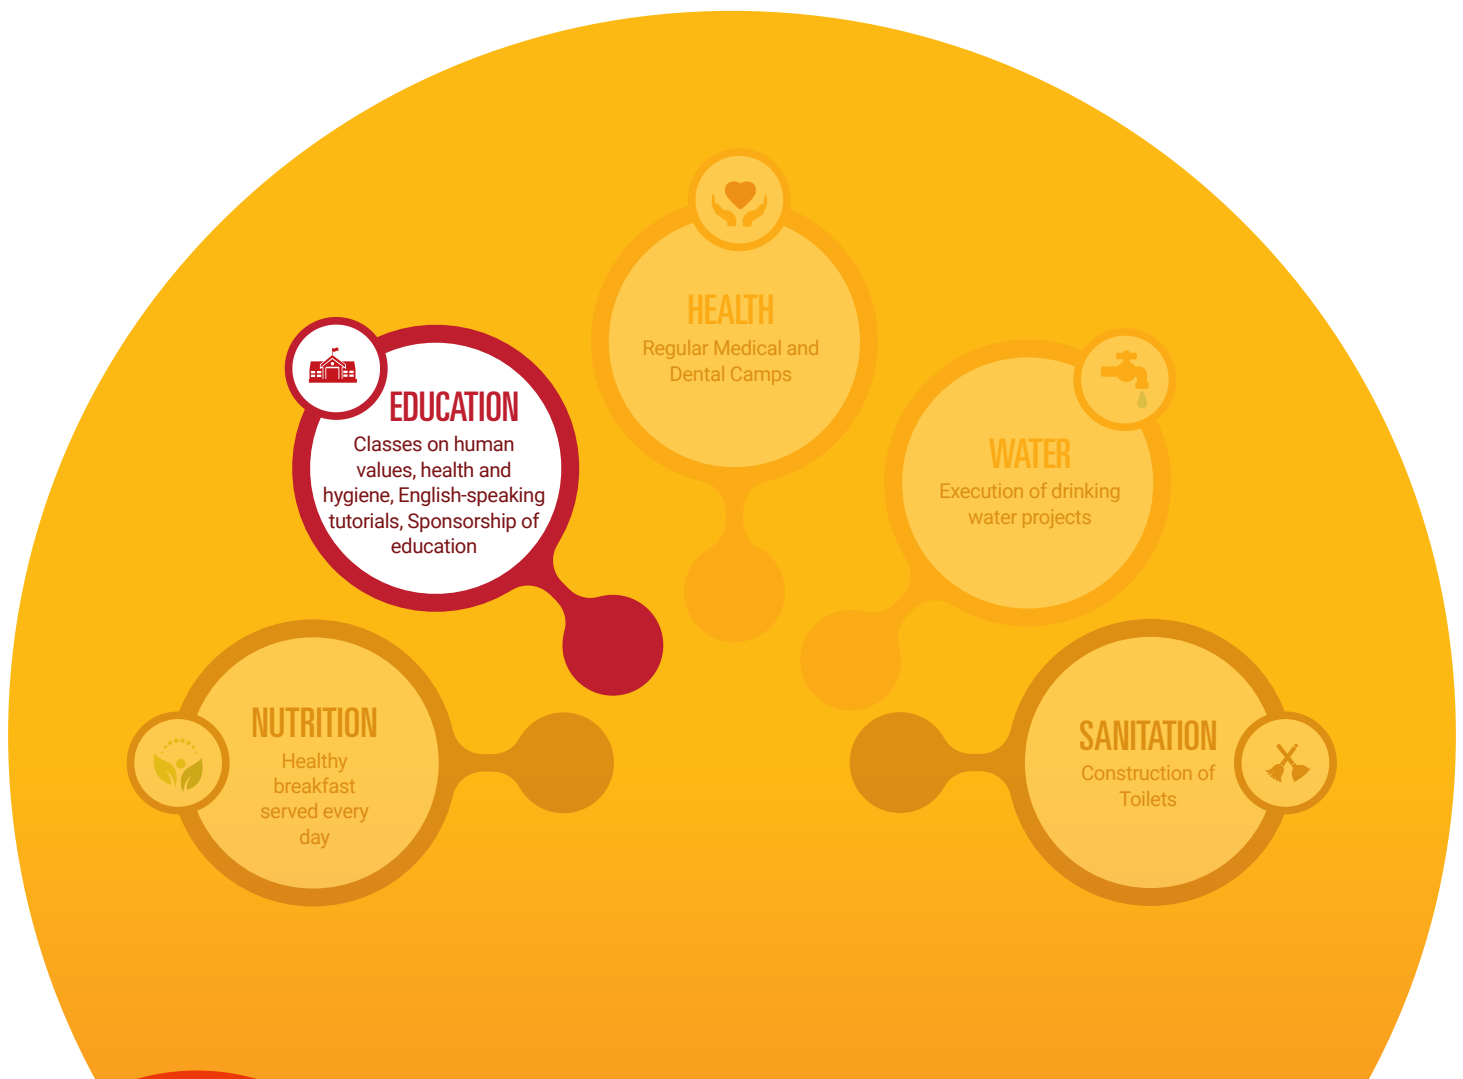 HEALTH
Regular Medical and
Dental Camps
EDUCATION
Classes on human
values, health and
hygiene, English-speaking
tutorials, Sponsorship of
education
WATER
Execution of drinking
water projects
NUTRITION
Healthy
breakfast
served every
day
SANITATION
Construction of
Toilets